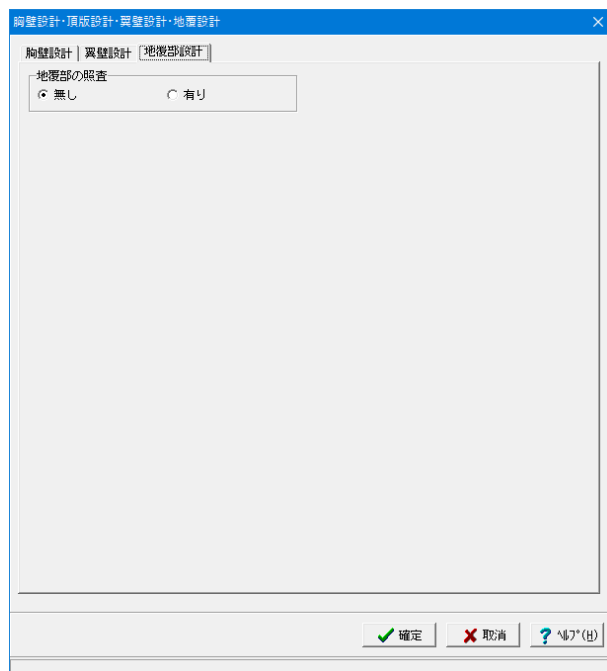 胸壁設計・頂版設計・翼壁設計・地覆設計
胸壁設計 翼壁設計 地覆部設計
地覆部の照査
無し 有り
確定 取消 ﾍﾙﾌﾟ(H)